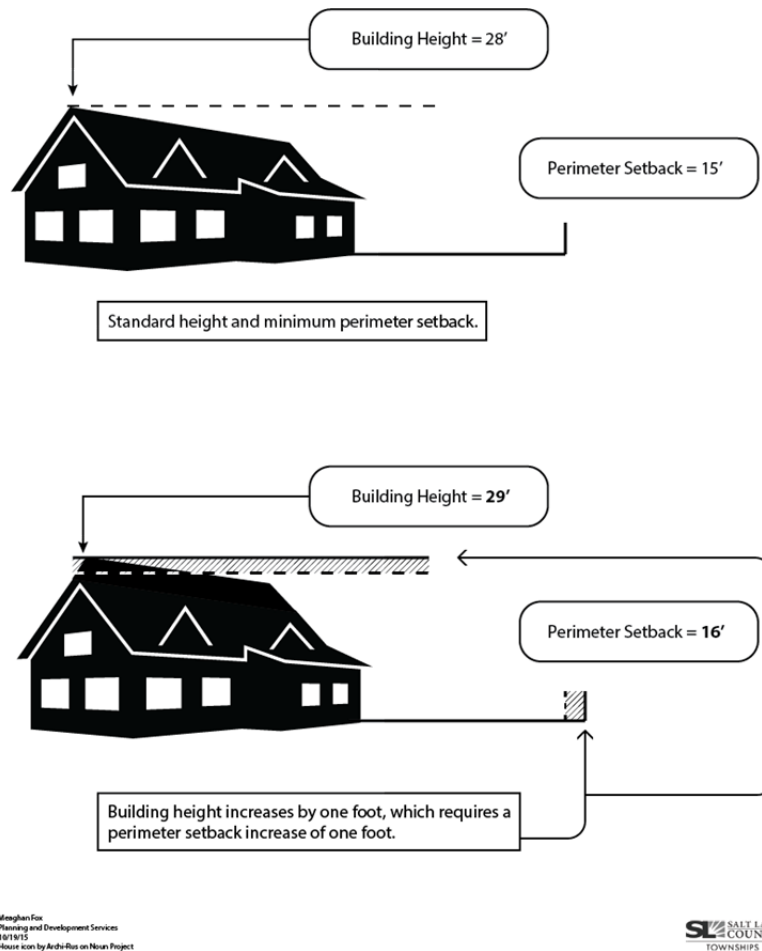 Building Height = 28'
Perimeter Setback = 15'
Standard height and minimum perimeter setback.
Building Height = 29'
Perimeter Setback = 16'
Building height increases by one foot, which requires a
perimeter setback increase of one foot.
Meaghan Fox
Planning and Development Services
10/19/15
House icon by Archi-Rus on Noun Project
SL SALT L
COUN
TOWNSHIPS